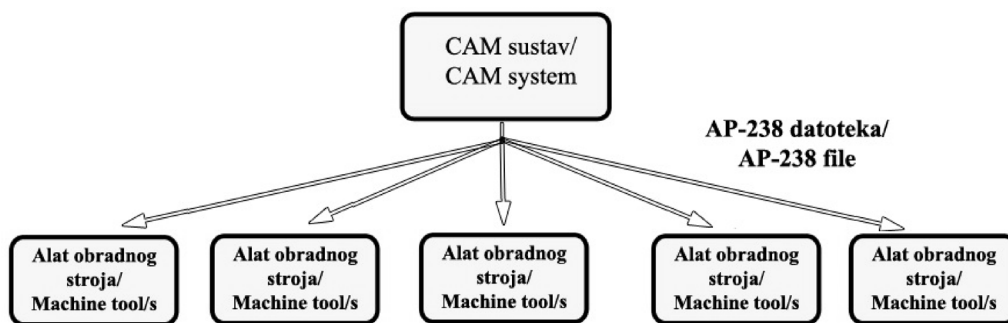 CAM sustav/
CAM system
AP-238 datoteka/
AP-238 file
Alat obradnog
stroja/
Machine tool/s
Alat obradnog
stroja/
Machine tool/s
Alat obradnog
stroja/
Machine tool/s
Alat obradnog
stroja/
Machine tool/s
Alat obradnog
stroja/
Machine tool/s